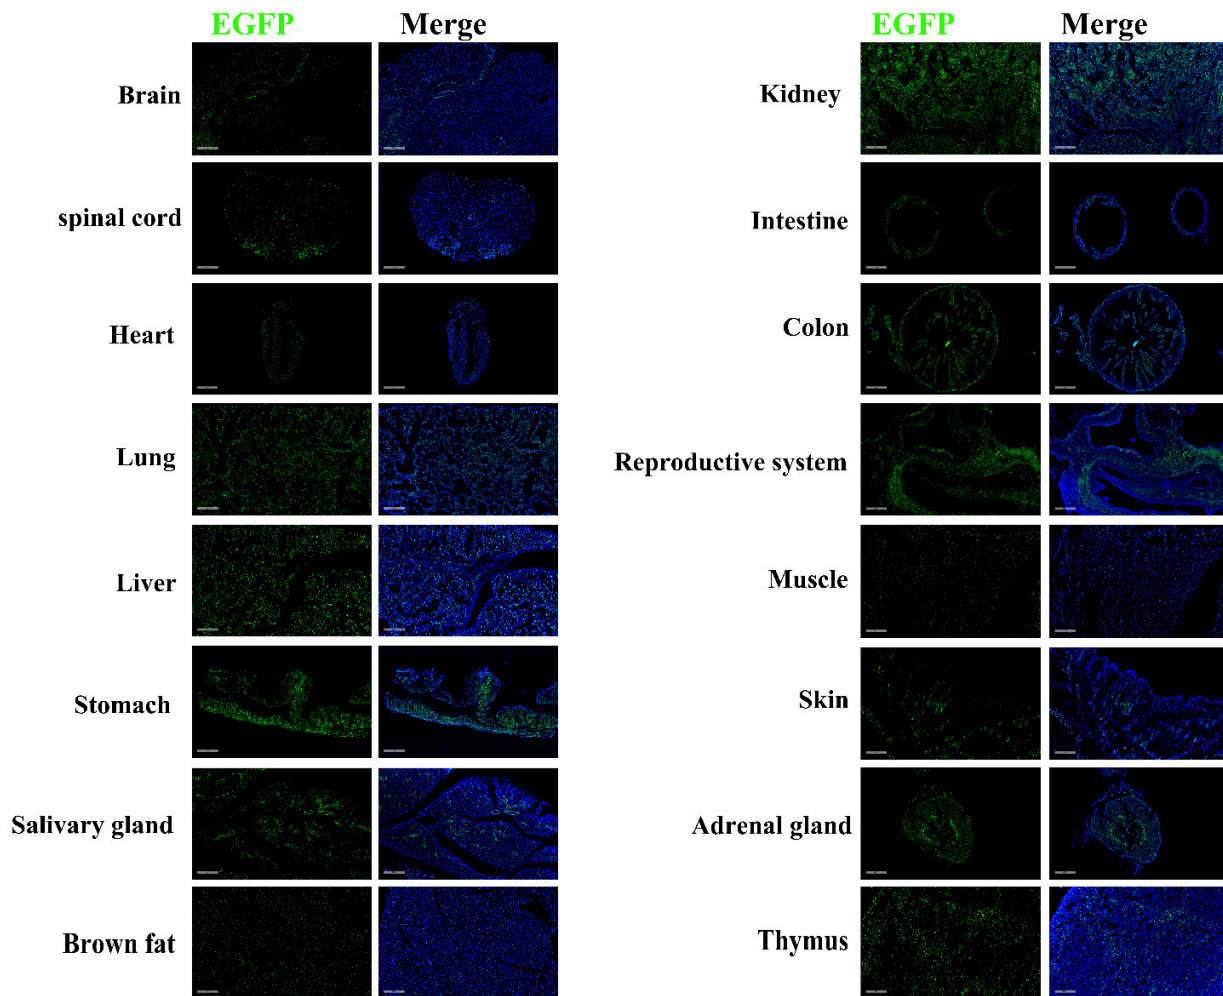 EGFP Merge
Brain
spinal cord
Heart
Lung
Liver
Stomach
Salivary gland
Brown fat
EGFP Merge
Kidney
Intestine
Colon
Reproductive system
Muscle
Skin
Adrenal gland
Thymus